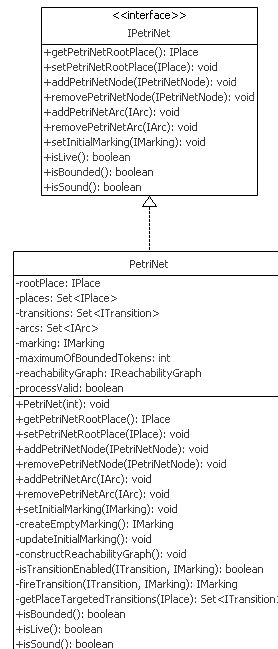 <<interface>>
IPetriNet
+getPetriNetRootPlace(): IPlace
+setPetriNetRootPlace(IPlace): void
+addPetriNetNode(IPetriNetNode): void
+removePetriNetNode(IPetriNetNode): void
+addPetriNetArc(IArc): void
+removePetriNetArc(IArc): void
+setInitialMarking(IMarking): void
+isLive(): boolean
+isBounded(): boolean
+isSound(): boolean
PetriNet
-rootPlace: IPlace
-places: Set<IPlace>
-transitions: Set<ITransition>
-arcs: Set<IArc>
-marking: IMarking
-maximumOfBoundedTokens: int
-reachabilityGraph: IReachabilityGraph
-processValid: boolean
+PetriNet(int): void
+getPetriNetRootPlace(): IPlace
+setPetriNetRootPlace(IPlace): void
+addPetriNetNode(IPetriNetNode): void
+removePetriNetNode(IPetriNetNode): void
+addPetriNetArc(IArc): void
+removePetriNetArc(IArc): void
+setInitialMarking(IMarking): void
-createEmptyMarking(): IMarking
-updateInitialMarking(): void
-constructReachabilityGraph(): void
-isTransitionEnabled(ITransition, IMarking): boolean
-fireTransition(ITransition, IMarking): IMarking
-getPlaceTargetedTransitions(IPlace): Set<ITransition>
+isBounded(): boolean
+isLive(): boolean
+isSound(): boolean